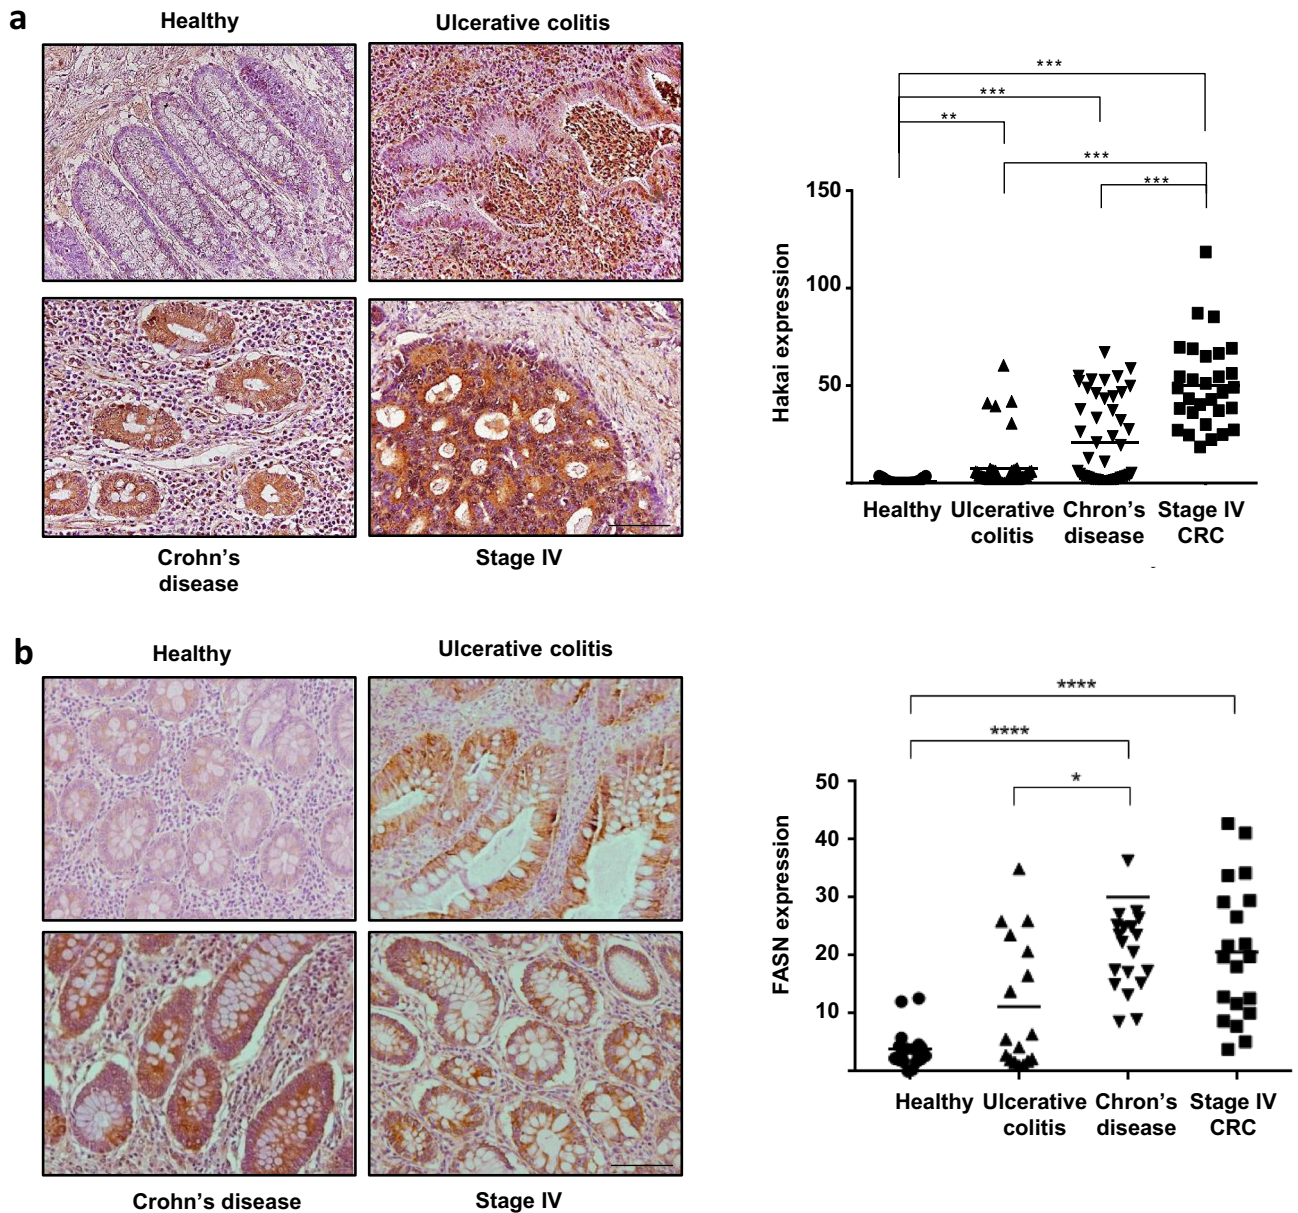 a
Healthy
Ulcerative colitis
Crohn's
disease
Stage IV
***
***
**
***
***
150
100
50
Hakai expression
Healthy
Ulcerative
colitis
Chron's
disease
Stage IV
CRC
b
Healthy
Ulcerative colitis
Crohn's disease
Stage IV
****
****
*
50
40
30
20
10
FASN expression
Healthy
Ulcerative
colitis
Chron's
disease
Stage IV
CRC